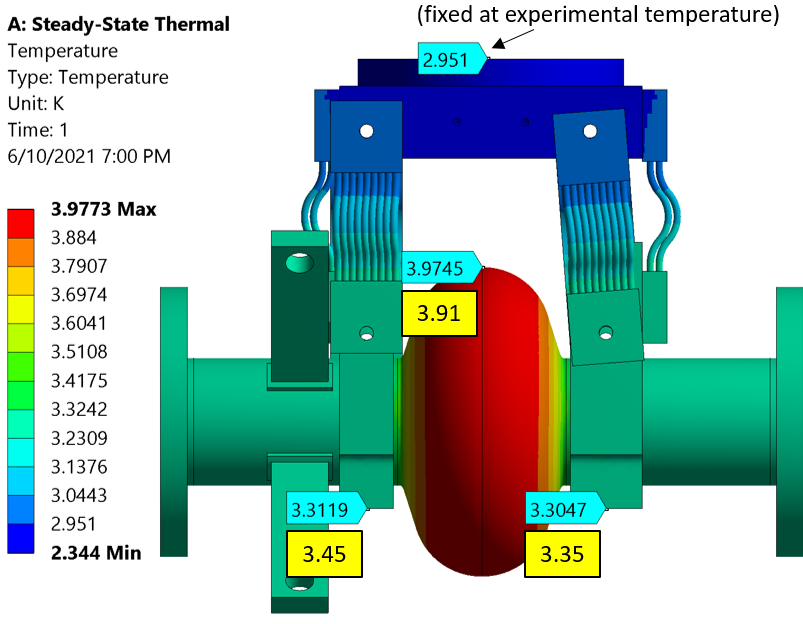 A: Steady-State Thermal
Temperature
Type: Temperature
Unit: K
Time: 1
6/10/2021 7:00 PM
3.9773 Max
3.884
3.7907
3.6974
3.6041
3.5108
3.4175
3.3242
3.2309
3.1376
3.0443
2.951
2.344 Min
(fixed at experimental temperature)
2.951
3.9745
3.91
3.3119
3.45
3.3047
3.35